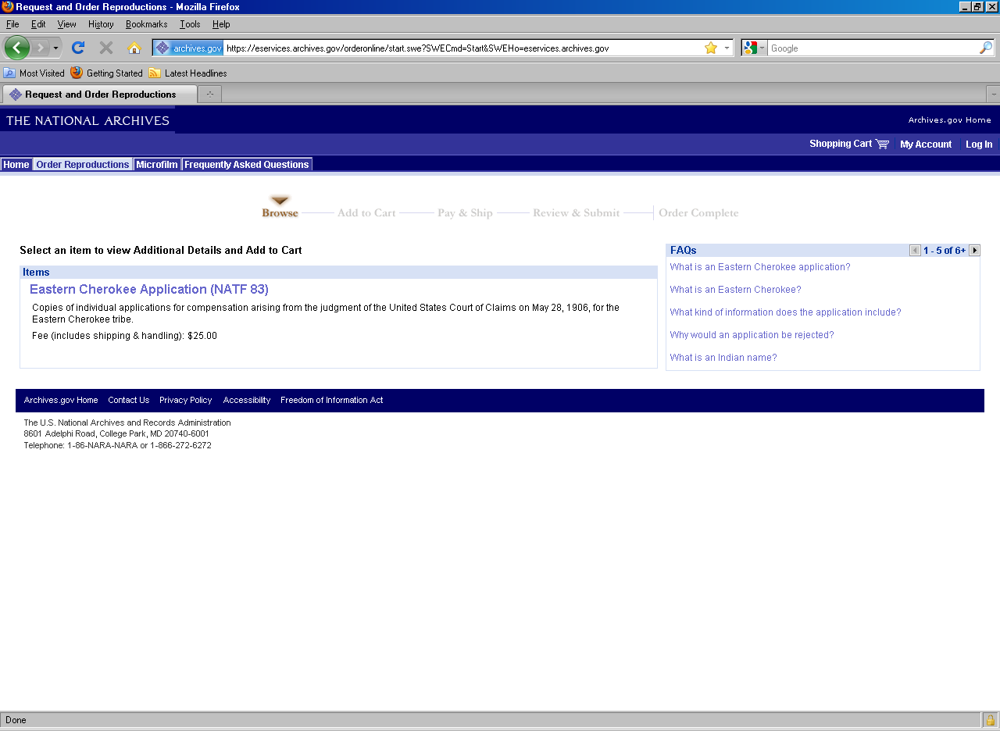 Request and Order Reproductions - Mozilla Firefox
File Edit View History Bookmarks Tools Help
archives.gov https://eservices.archives.gov/orderonline/start.swe?SWECmd=Start&SWEHo=eservices.archives.gov Google
Most Visited Getting Started Latest Headlines
Request and Order Reproductions
THE NATIONAL ARCHIVES
Archives.gov Home
Shopping Cart My Account Log In
Home Order Reproductions Microfilm Frequently Asked Questions
Browse Add to Cart Pay & Ship Review & Submit Order Complete
Select an item to view Additional Details and Add to Cart
Items
Eastern Cherokee Application (NATF 83)
Copies of individual applications for compensation arising from the judgment of the United States Court of Claims on May 28, 1906, for the
Eastern Cherokee tribe.
Fee (includes shipping & handling): $25.00
FAQs 1 - 5 of 6+
What is an Eastern Cherokee application?
What is an Eastern Cherokee?
What kind of information does the application include?
Why would an application be rejected?
What is an Indian name?
Archives.gov Home Contact Us Privacy Policy Accessibility Freedom of Information Act
The U.S. National Archives and Records Administration
8601 Adelphi Road, College Park, MD 20740-6001
Telephone: 1-86-NARA-NARA or 1-866-272-6272
Done